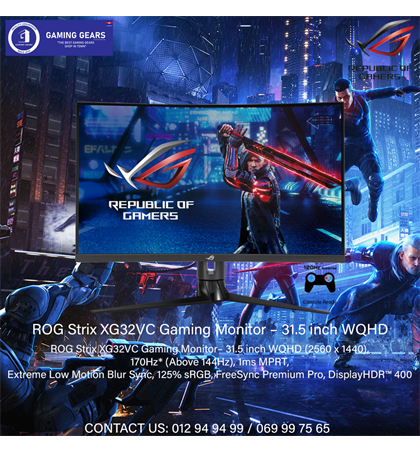 GAMING GEARS
THE BEST GAMING GEARS
SHOP IN TOWN
REPUBLIC OF
GAMERS
REPUBLIC OF
GAMERS
120Hz
Console Ready
ROG Strix XG32VC Gaming Monitor – 31.5 inch WQHD
ROG Strix XG32VC Gaming Monitor– 31.5 inch WQHD (2560 x 1440),
170Hz* (Above 144Hz), 1ms MPRT,
Extreme Low Motion Blur Sync, 125% sRGB, FreeSync Premium Pro, DisplayHDR™ 400
CONTACT US: 012 94 94 99 / 069 99 75 65